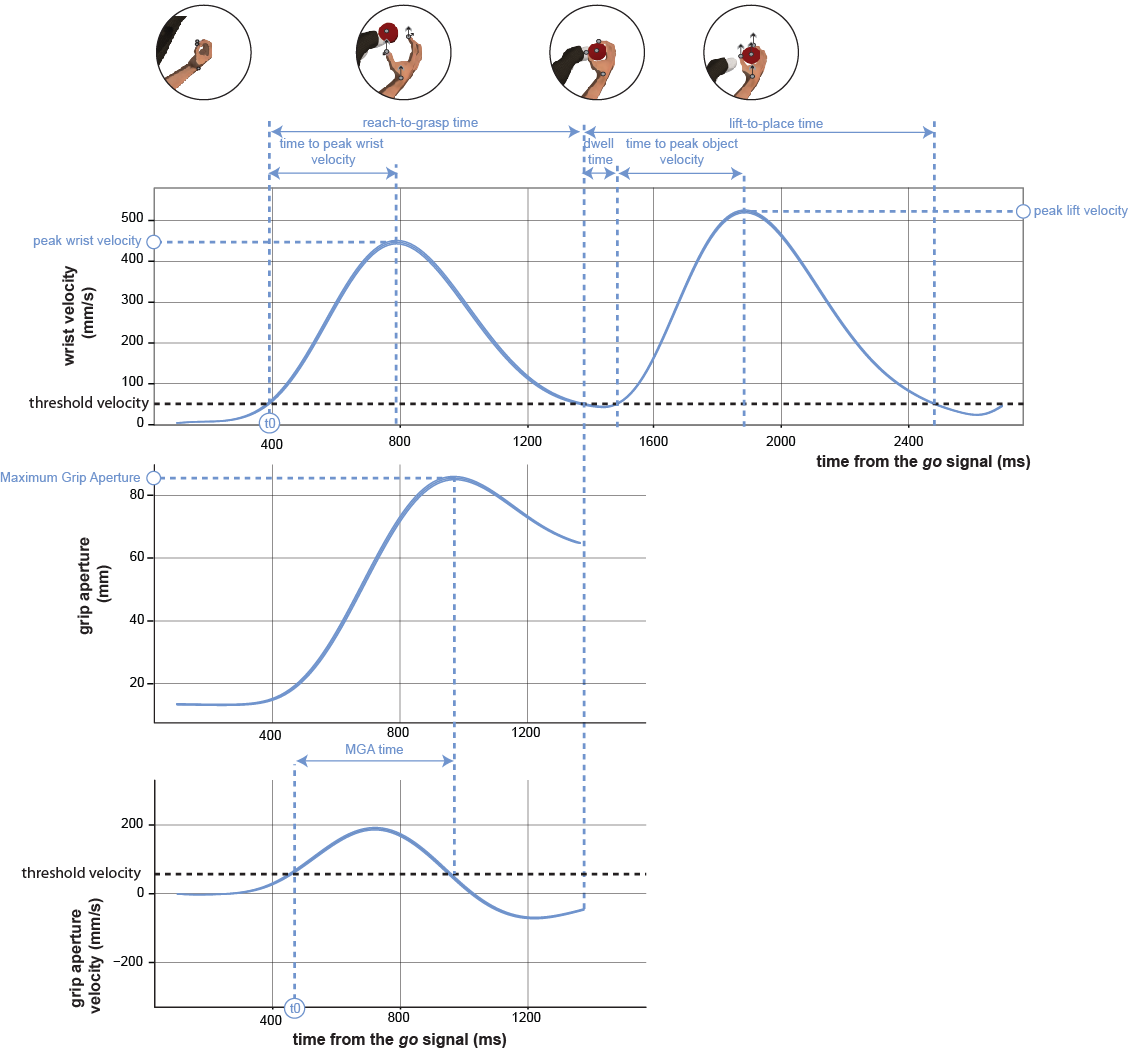 reach-to-grasp time
lift-to-place time
time to peak wrist
velocity
dwell
time
time to peak object
velocity
500
400
300
200
100
0
peak wrist velocity
peak lift velocity
wrist velocity
(mm/s)
threshold velocity
t0
400
800
1200
1600
2000
2400
time from the go signal (ms)
Maximum Grip Aperture
80
60
40
20
grip aperture
(mm)
400
800
1200
MGA time
200
threshold velocity
0
−200
grip aperture
velocity (mm/s)
t0
400
800
1200
time from the go signal (ms)